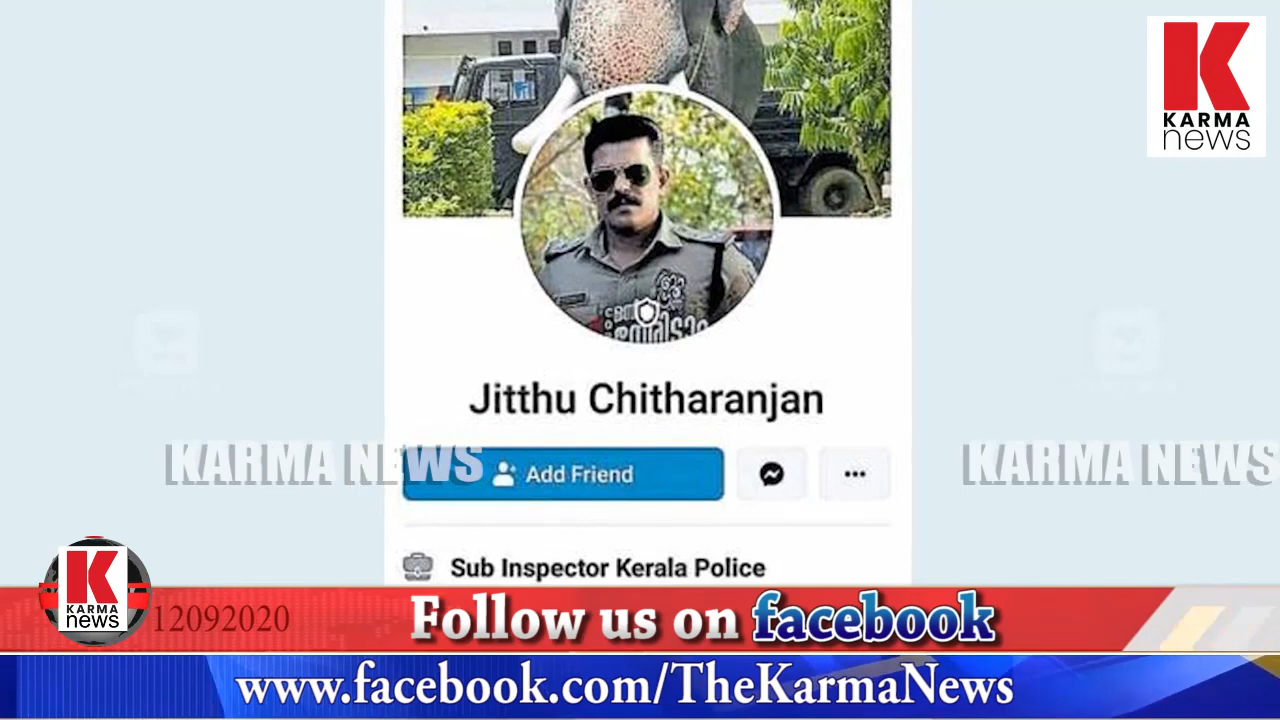 K
KARMA
news
Jitthu Chitharanjan
Add Friend
KARMA NEWS
KARMA NEWS
Sub Inspector Kerala Police
K
KARMA
news
12092020
Follow us on facebook
www.facebook.com/TheKarmaNews